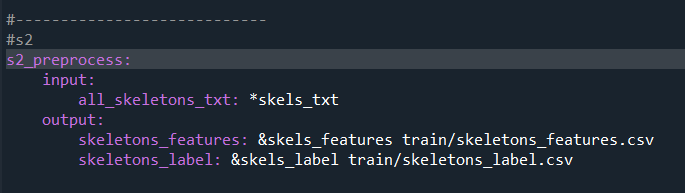 #----------------------------
#s2
s2_preprocess:
    input:
        all_skeletons_txt: *skels_txt
    output:
        skeletons_features: &skels_features train/skeletons_features.csv
        skeletons_label: &skels_label train/skeletons_label.csv